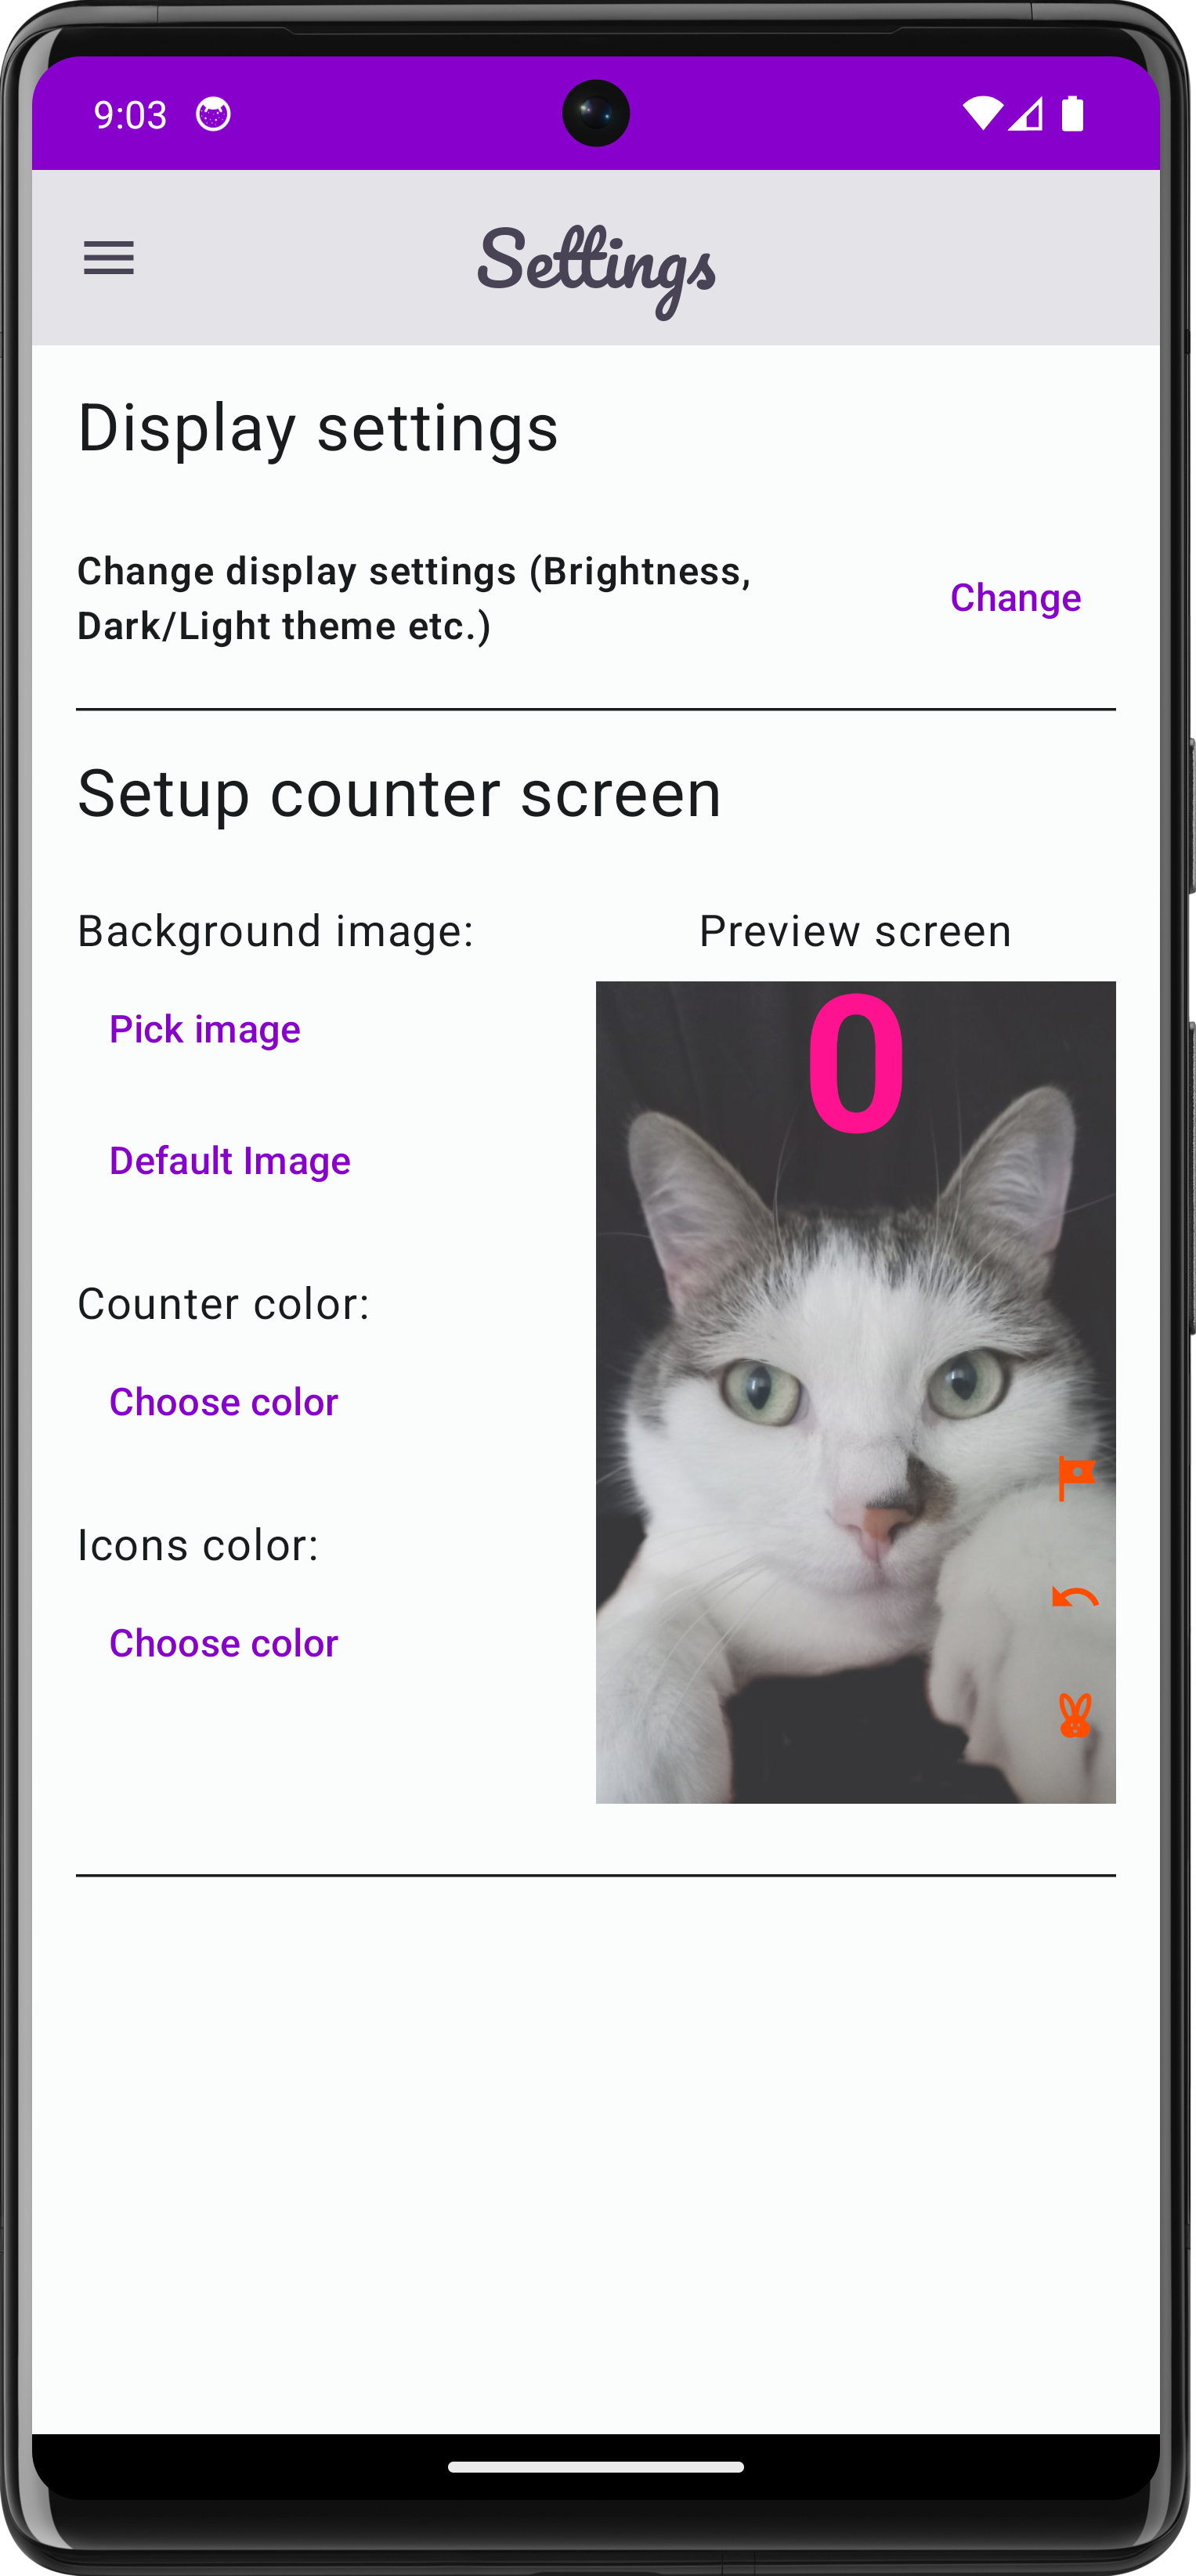 9:03
Settings
Display settings
Change display settings (Brightness,
Dark/Light theme etc.)
Change
Setup counter screen
Background image:
Pick image
Default Image
Counter color:
Choose color
Icons color:
Choose color
Preview screen
0